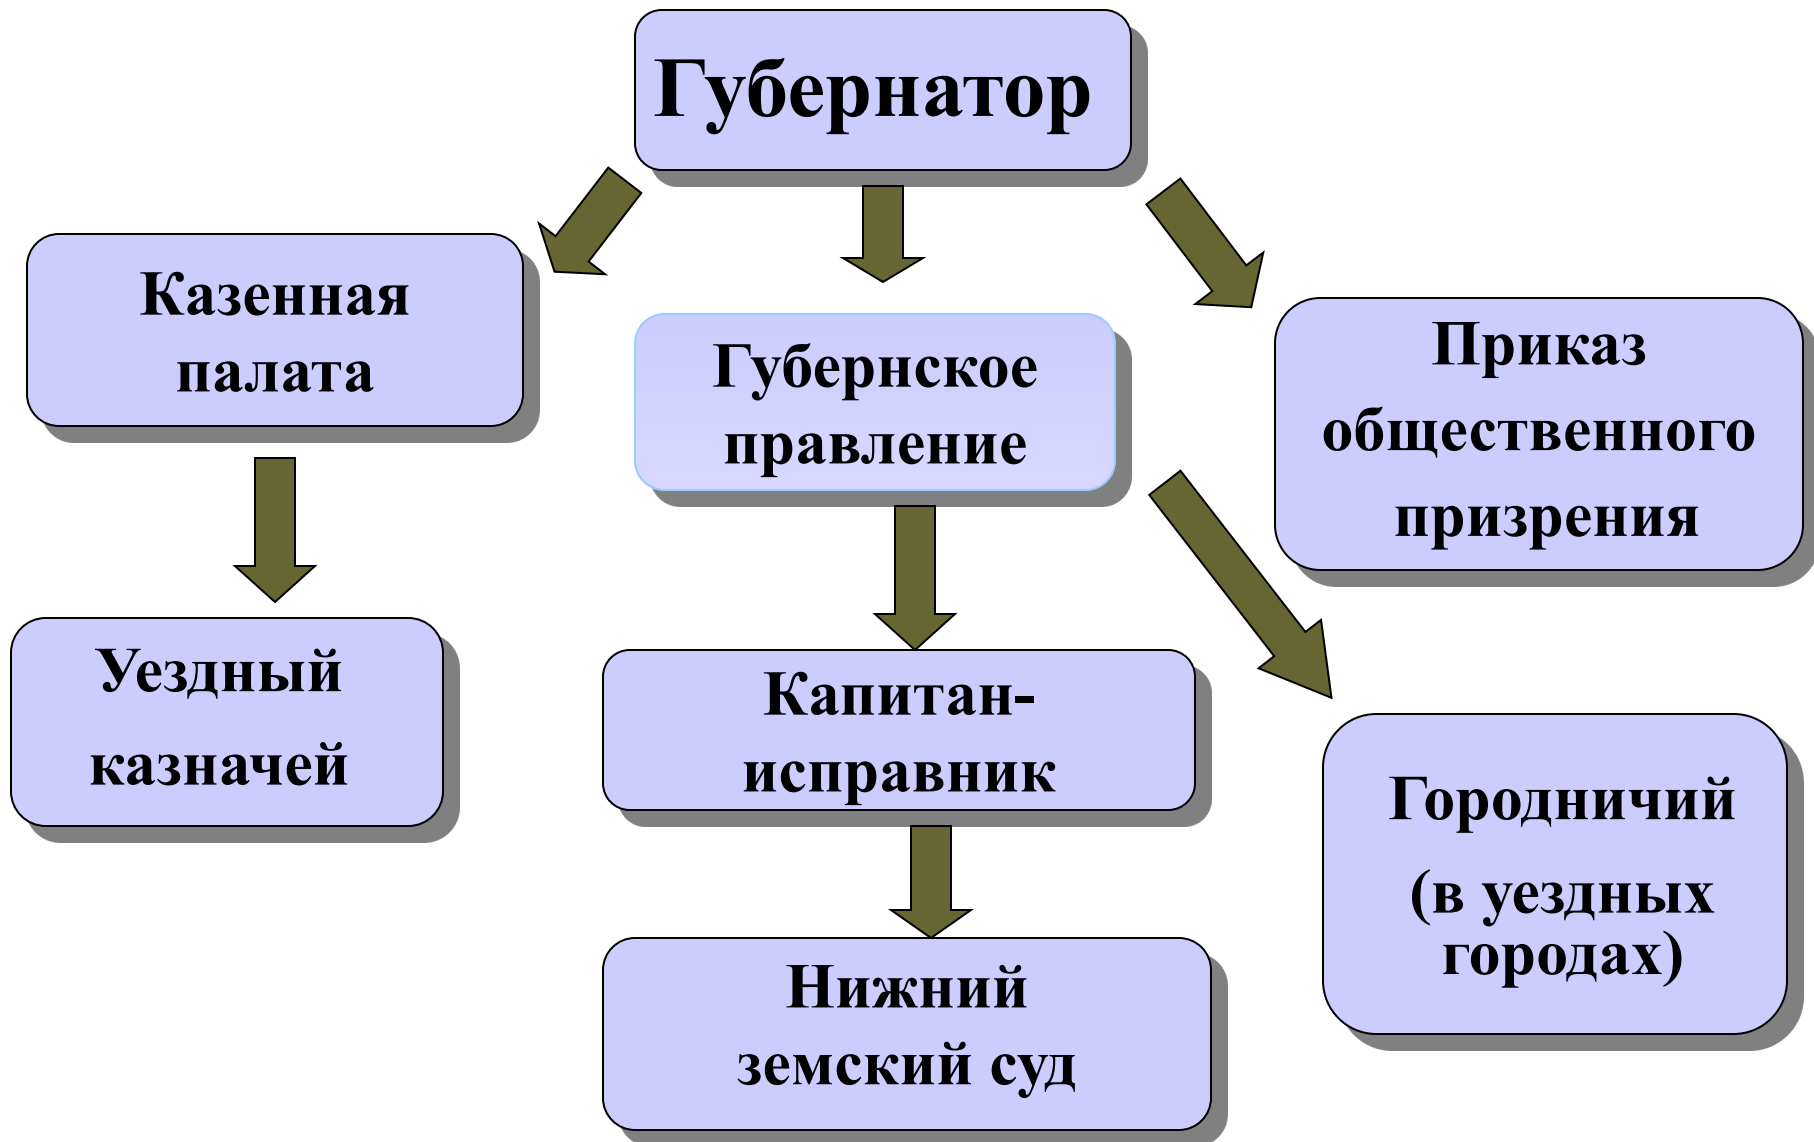 Губернатор
Казенная
палата
Губернское
правление
Приказ
общественного
призрения
Уездный
казначей
Капитан-
исправник
Городничий
(в уездных
городах)
Нижний
земский суд